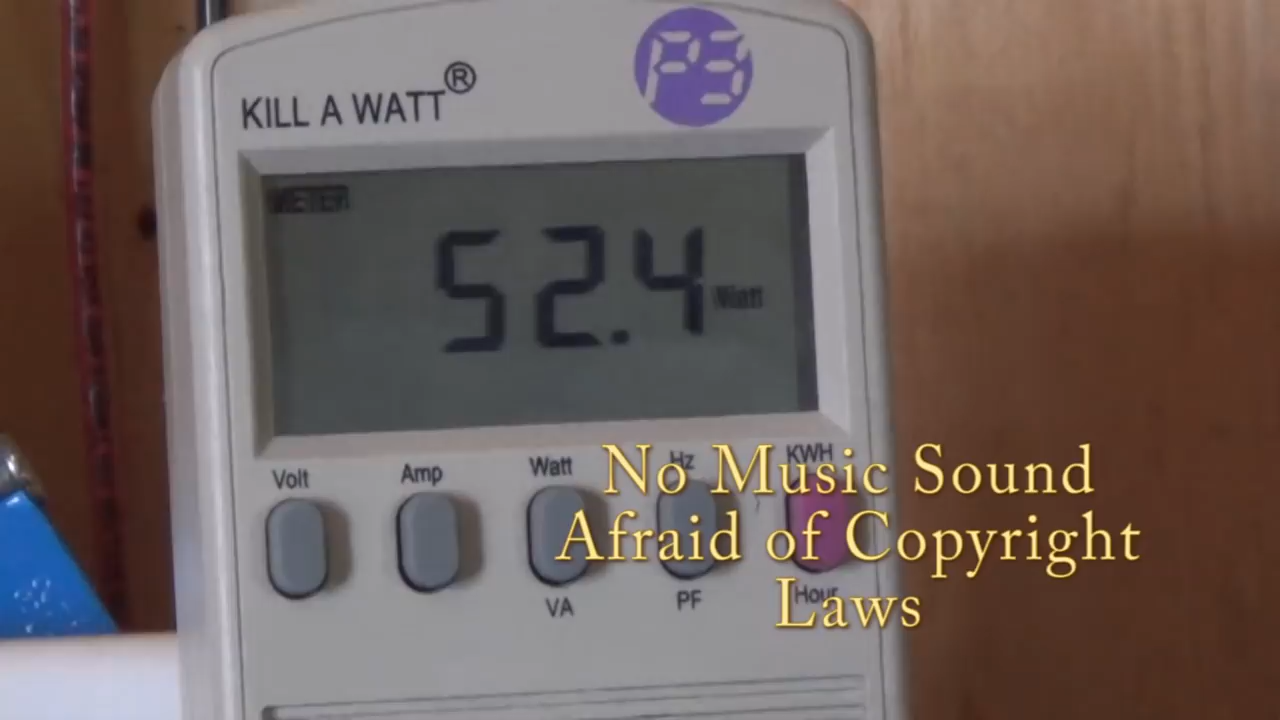 KILL A WATT®
P3
METER
52.4 Watt
Volt Amp Watt Hz KWH
VA PF Hour
No Music Sound
Afraid of Copyright
Laws